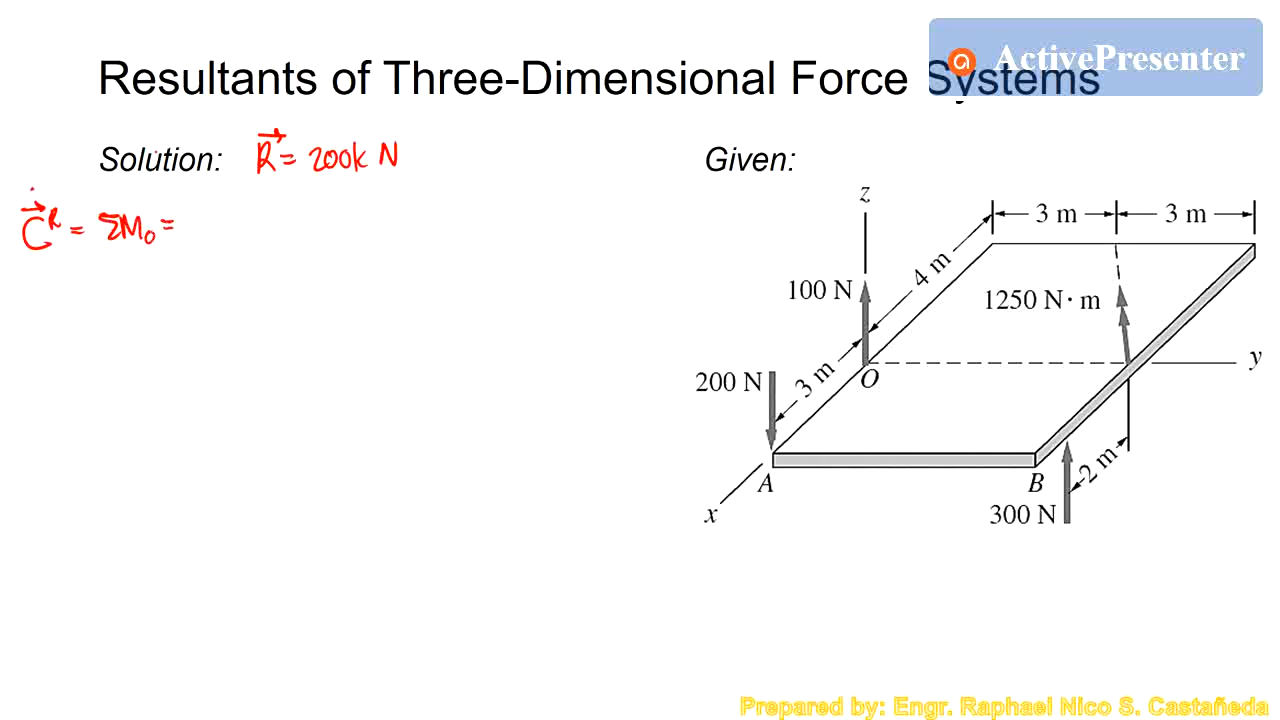 ActivePresenter
Resultants of Three-Dimensional Force Systems
Solution: R = 200k N
Given:
C^R = ΣM_O =
z
3 m
3 m
4 m
100 N
1250 N·m
y
200 N
3 m
O
A
B
2 m
x
300 N
Prepared by: Engr. Raphael Nico S. Castañeda